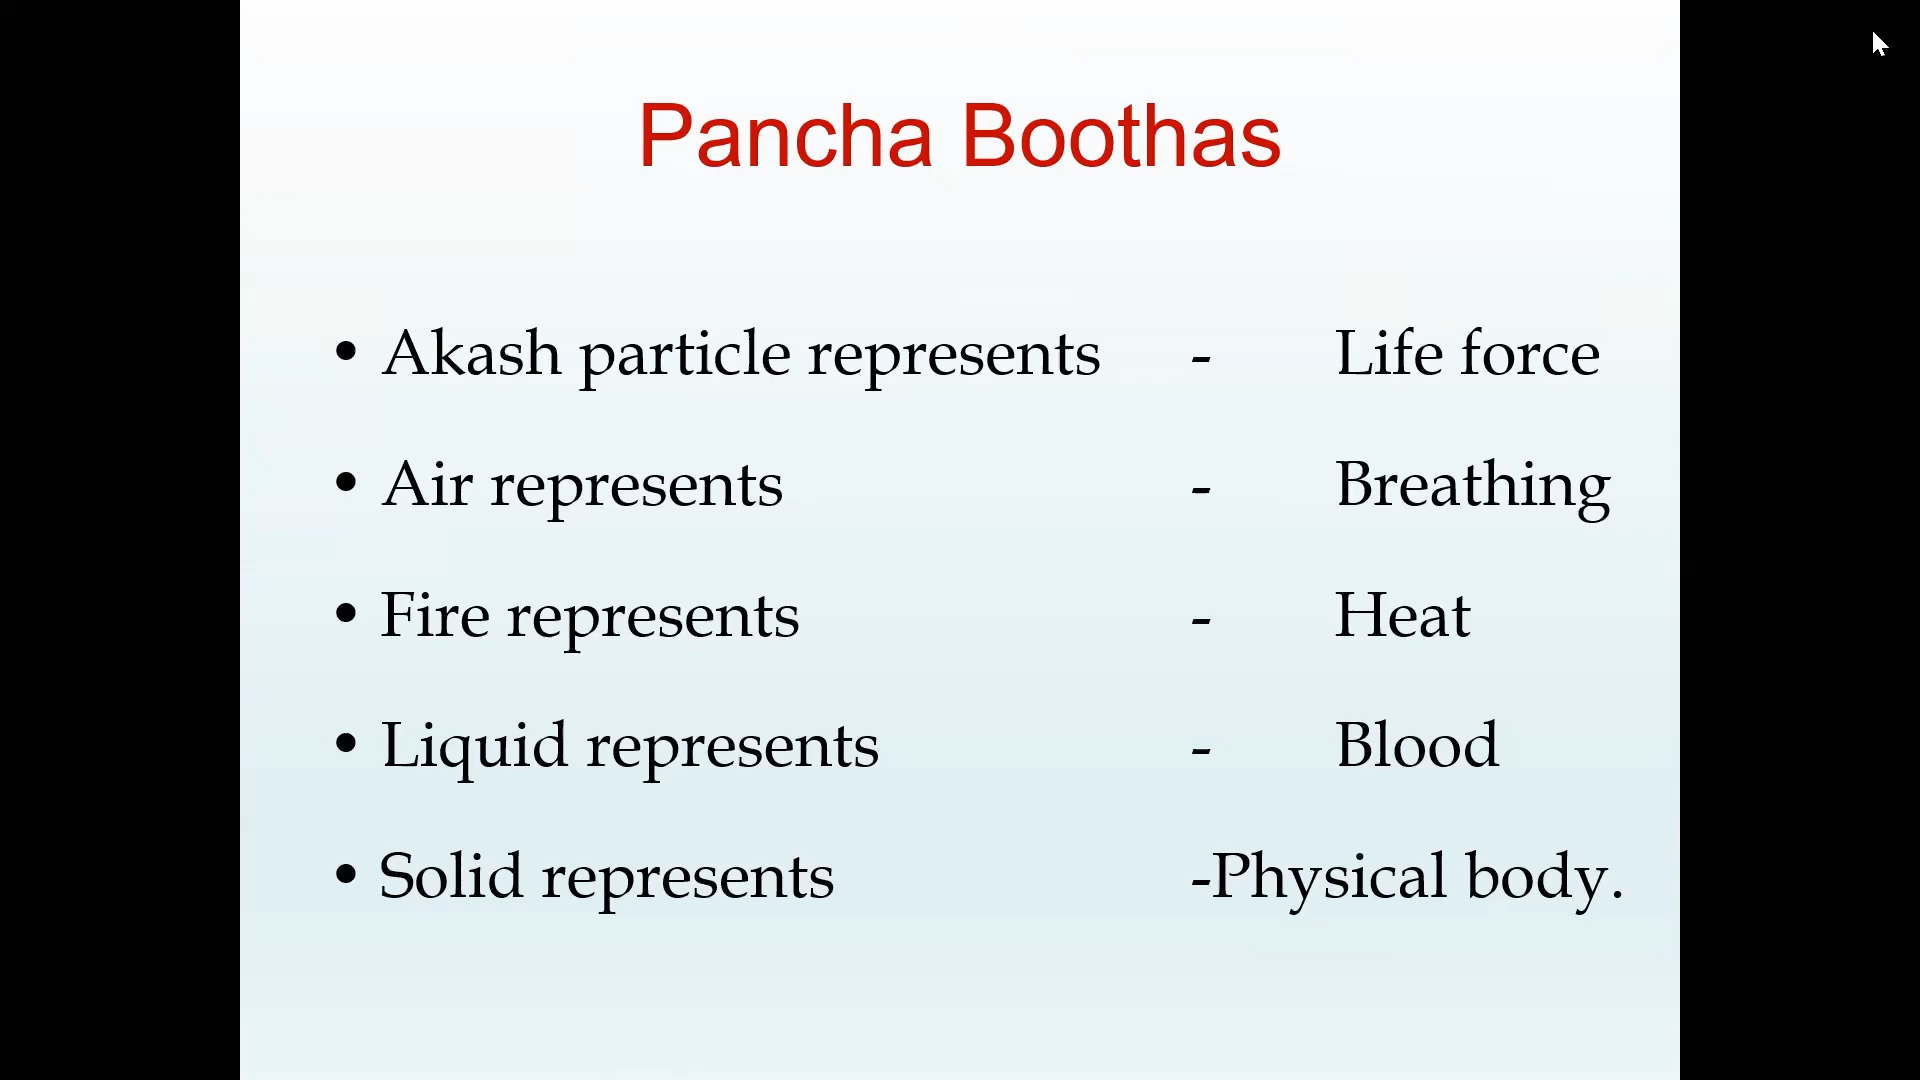 Pancha Boothas
• Akash particle represents - Life force
• Air represents - Breathing
• Fire represents - Heat
• Liquid represents - Blood
• Solid represents -Physical body.